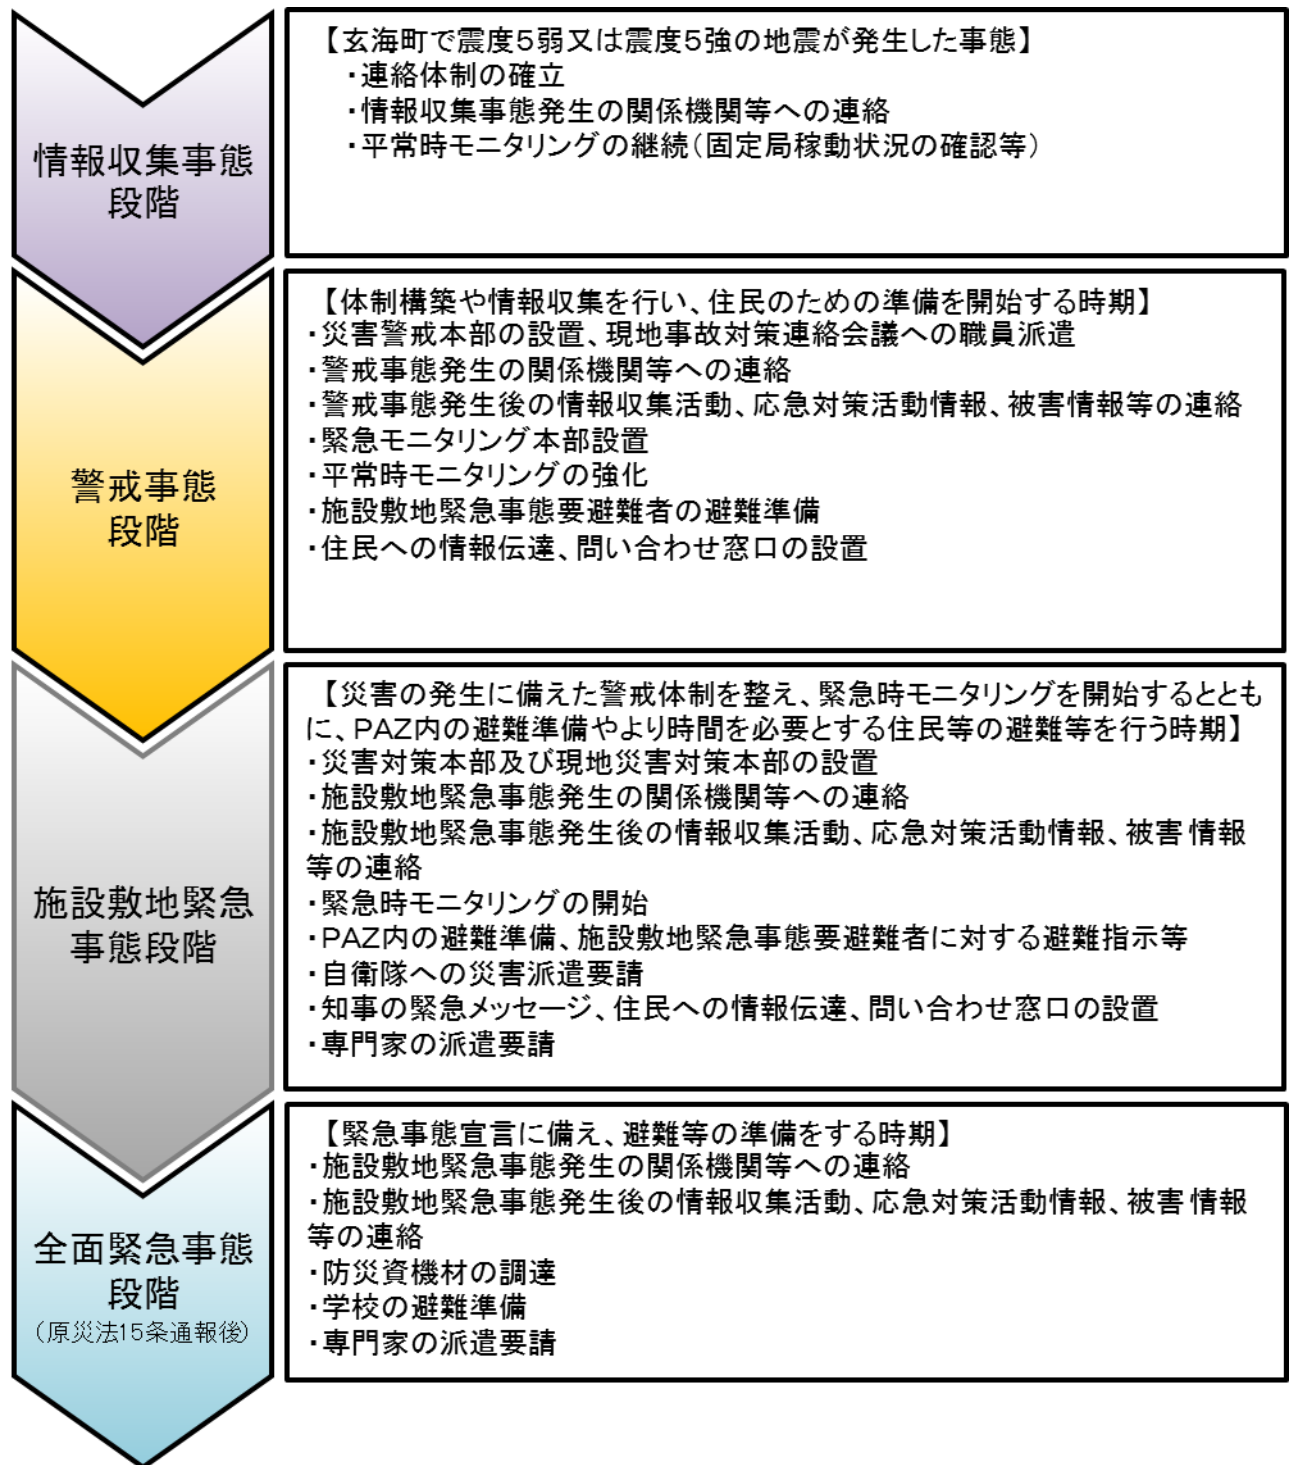 情報収集事態
段階
【玄海町で震度5弱又は震度5強の地震が発生した事態】
・連絡体制の確立
・情報収集事態発生の関係機関等への連絡
・平常時モニタリングの継続(固定局稼動状況の確認等)
警戒事態
段階
【体制構築や情報収集を行い、住民のための準備を開始する時期】
・災害警戒本部の設置、現地事故対策連絡会議への職員派遣
・警戒事態発生の関係機関等への連絡
・警戒事態発生後の情報収集活動、応急対策活動情報、被害情報等の連絡
・緊急モニタリング本部設置
・平常時モニタリングの強化
・施設敷地緊急事態要避難者の避難準備
・住民への情報伝達、問い合わせ窓口の設置
施設敷地緊急
事態段階
【災害の発生に備えた警戒体制を整え、緊急時モニタリングを開始するととも
に、PAZ内の避難準備やより時間を必要とする住民等の避難等を行う時期】
・災害対策本部及び現地災害対策本部の設置
・施設敷地緊急事態発生の関係機関等への連絡
・施設敷地緊急事態発生後の情報収集活動、応急対策活動情報、被害情報
等の連絡
・緊急時モニタリングの開始
・PAZ内の避難準備、施設敷地緊急事態要避難者に対する避難指示等
・自衛隊への災害派遣要請
・知事の緊急メッセージ、住民への情報伝達、問い合わせ窓口の設置
・専門家の派遣要請
全面緊急事態
段階
(原災法15条通報後)
【緊急事態宣言に備え、避難等の準備をする時期】
・施設敷地緊急事態発生の関係機関等への連絡
・施設敷地緊急事態発生後の情報収集活動、応急対策活動情報、被害情報
等の連絡
・防災資機材の調達
・学校の避難準備
・専門家の派遣要請